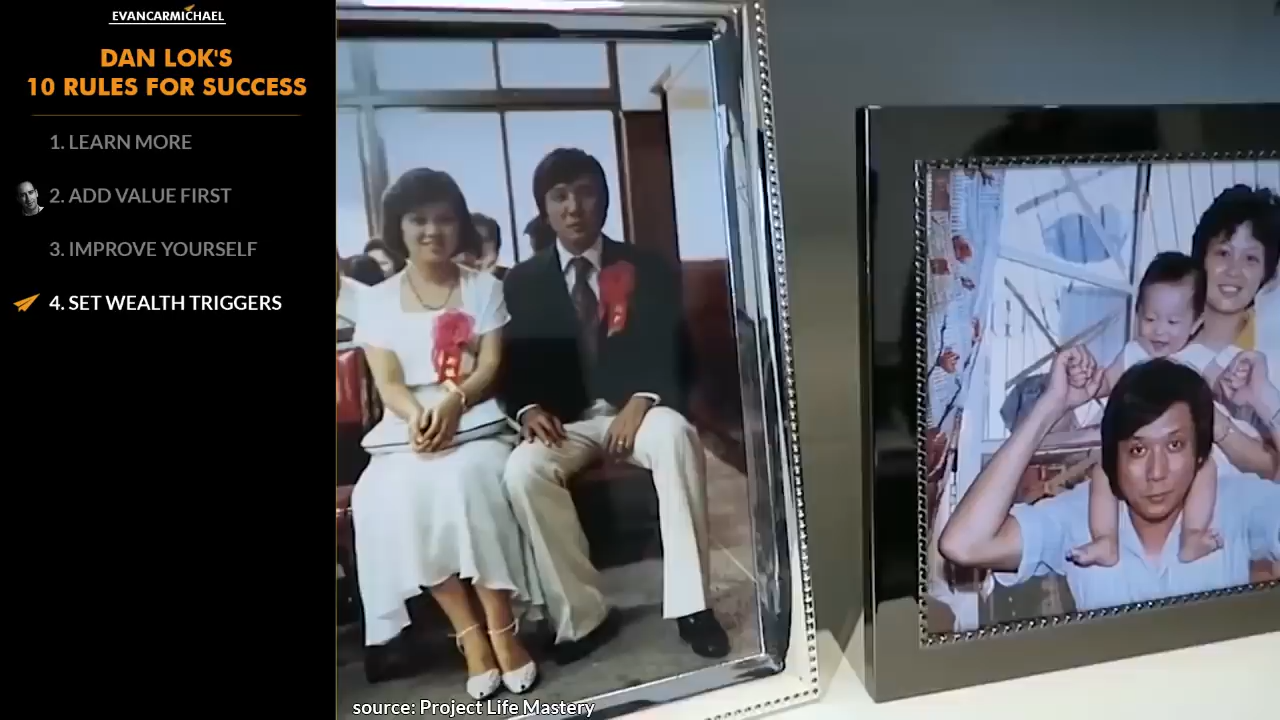 EVANCARMICHAEL
DAN LOK'S
10 RULES FOR SUCCESS
1. LEARN MORE
2. ADD VALUE FIRST
3. IMPROVE YOURSELF
4. SET WEALTH TRIGGERS
source: Project Life Mastery